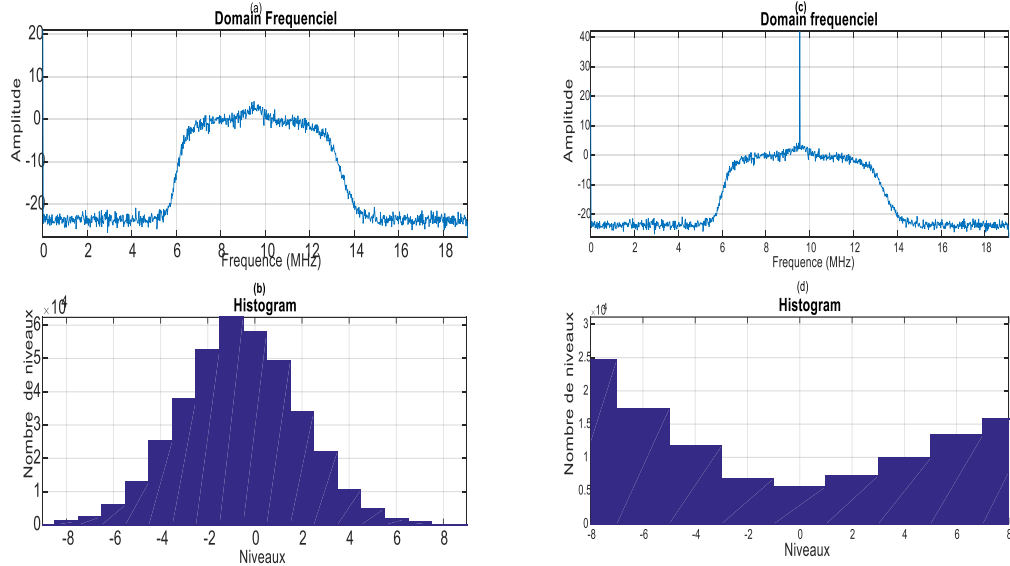 (a)
Domain Frequenciel
Amplitude
20
10
0
-10
-20
0 2 4 6 8 10 12 14 16 18
Frequence (MHz)
(c)
Domain frequenciel
Amplitude
40
30
20
10
0
-10
-20
0 2 4 6 8 10 12 14 16 18
Frequence (MHz)
(b)
Histogram
×10^4
Nombre de niveaux
6
5
4
3
2
1
0
-8 -6 -4 -2 0 2 4 6 8
Niveaux
(d)
Histogram
×10^4
Nombre de niveaux
3
2.5
2
1.5
1
0.5
0
-8 -6 -4 -2 0 2 4 6 8
Niveaux